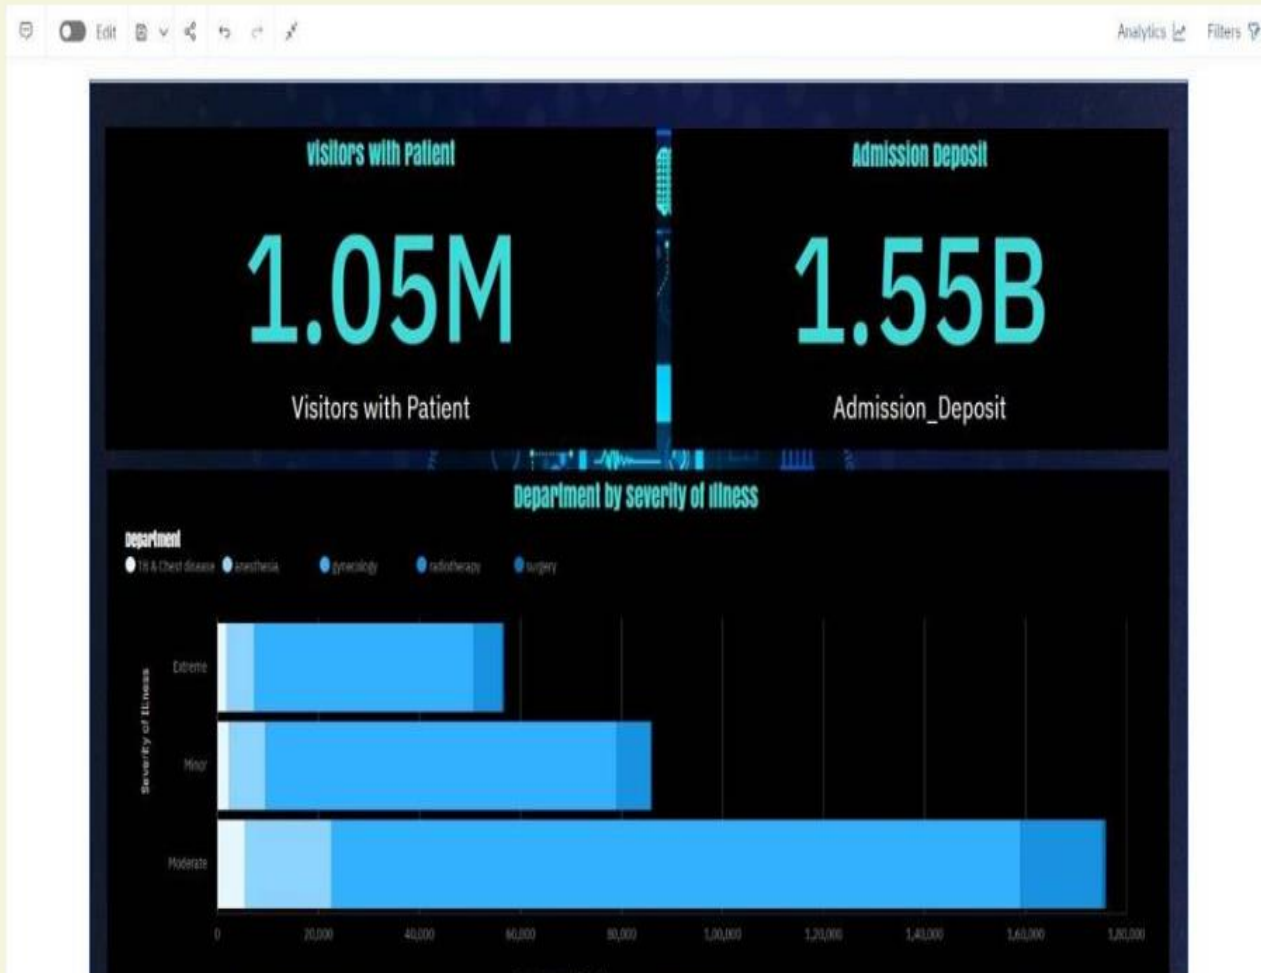 Edit
Analytics
Filters
Visitors with Patient
1.05M
Visitors with Patient
Admission Deposit
1.55B
Admission_Deposit
Department by Severity of Illness
Department
TB & Chest disease anesthesia gynecology radiotherapy surgery
Severity of ILLness
Extreme
Minor
Moderate
0 20,000 40,000 60,000 80,000 1,00,000 1,20,000 1,40,000 1,60,000 1,80,000